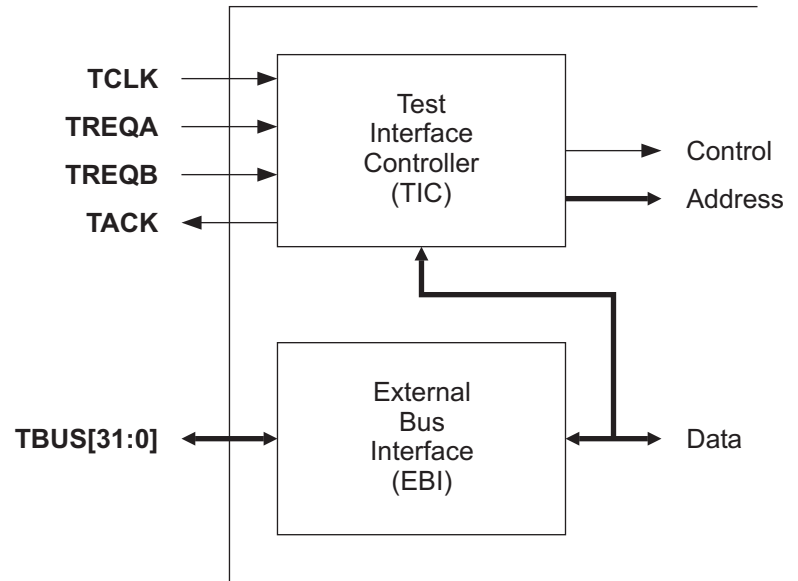 TCLK
TREQA
TREQB
TACK
Test
Interface
Controller
(TIC)
Control
Address
TBUS[31:0]
External
Bus
Interface
(EBI)
Data